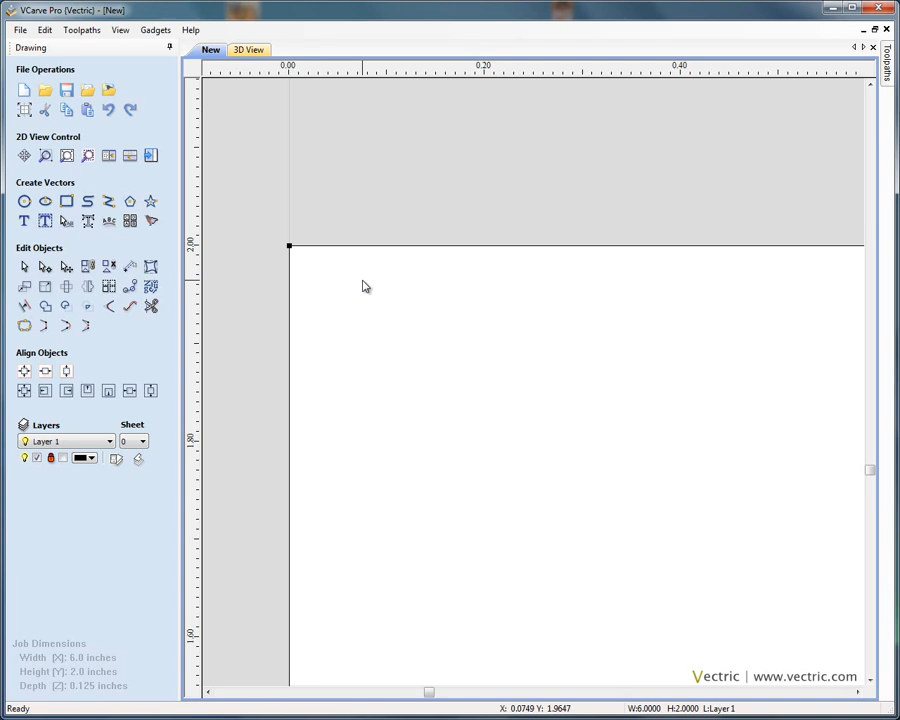 VCarve Pro {Vectric} - [New]
File Edit Toolpaths View Gadgets Help
Drawing
New 3D View
Toolpaths
File Operations
0.00 0.20 0.40
2D View Control
Create Vectors
2.00
Edit Objects
Align Objects
Layers Sheet
Layer 1 0
1.80
1.60
Job Dimensions
Width (X): 6.0 inches
Height (Y): 2.0 inches
Depth (Z): 0.125 inches
Vectric | www.vectric.com
Ready X: 0.0749 Y: 1.9647 W:6.0000 H:2.0000 L:Layer 1